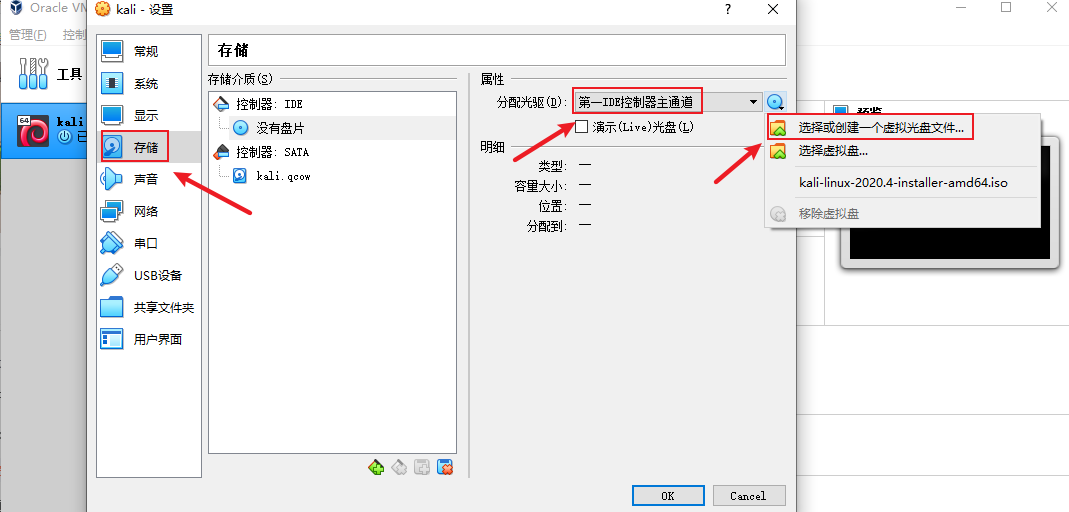 Oracle VM
管理(F) 控制
工具
64
kali
已
kali - 设置
常规
系统
显示
存储
声音
网络
串口
USB设备
共享文件夹
用户界面
存储
存储介质(S)
控制器: IDE
没有盘片
控制器: SATA
kali.qcow
属性
分配光驱(D): 第一IDE控制器主通道
演示(Live)光盘(L)
明细
类型: —
容量大小: —
位置: —
分配到: —
预览
选择或创建一个虚拟光盘文件...
选择虚拟盘...
kali-linux-2020.4-installer-amd64.iso
移除虚拟盘
OK
Cancel